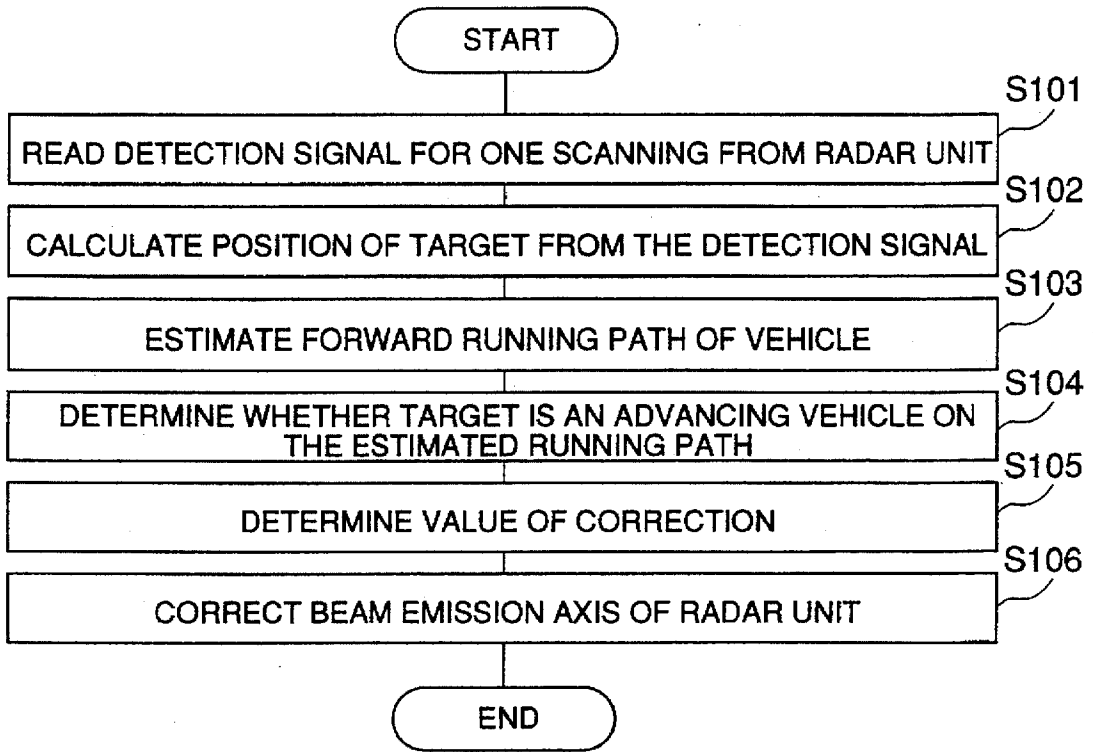 START
S101
READ DETECTION SIGNAL FOR ONE SCANNING FROM RADAR UNIT
S102
CALCULATE POSITION OF TARGET FROM THE DETECTION SIGNAL
S103
ESTIMATE FORWARD RUNNING PATH OF VEHICLE
S104
DETERMINE WHETHER TARGET IS AN ADVANCING VEHICLE ON
THE ESTIMATED RUNNING PATH
S105
DETERMINE VALUE OF CORRECTION
S106
CORRECT BEAM EMISSION AXIS OF RADAR UNIT
END